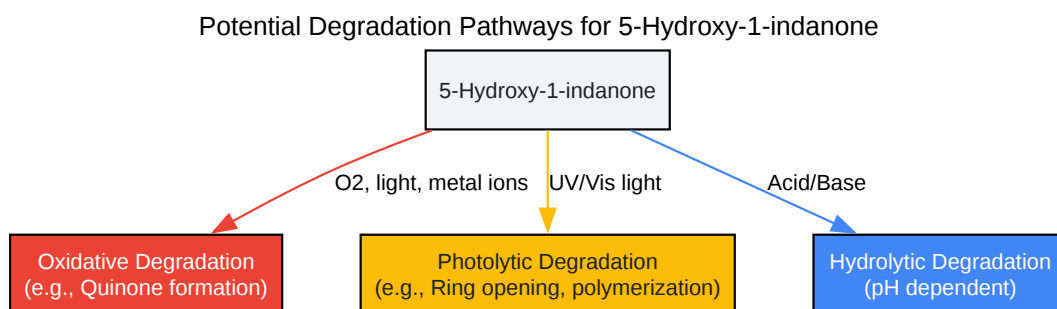 Potential Degradation Pathways for 5-Hydroxy-1-indanone
5-Hydroxy-1-indanone
O2, light, metal ions
UV/Vis light
Acid/Base
Oxidative Degradation
(e.g., Quinone formation)
Photolytic Degradation
(e.g., Ring opening, polymerization)
Hydrolytic Degradation
(pH dependent)